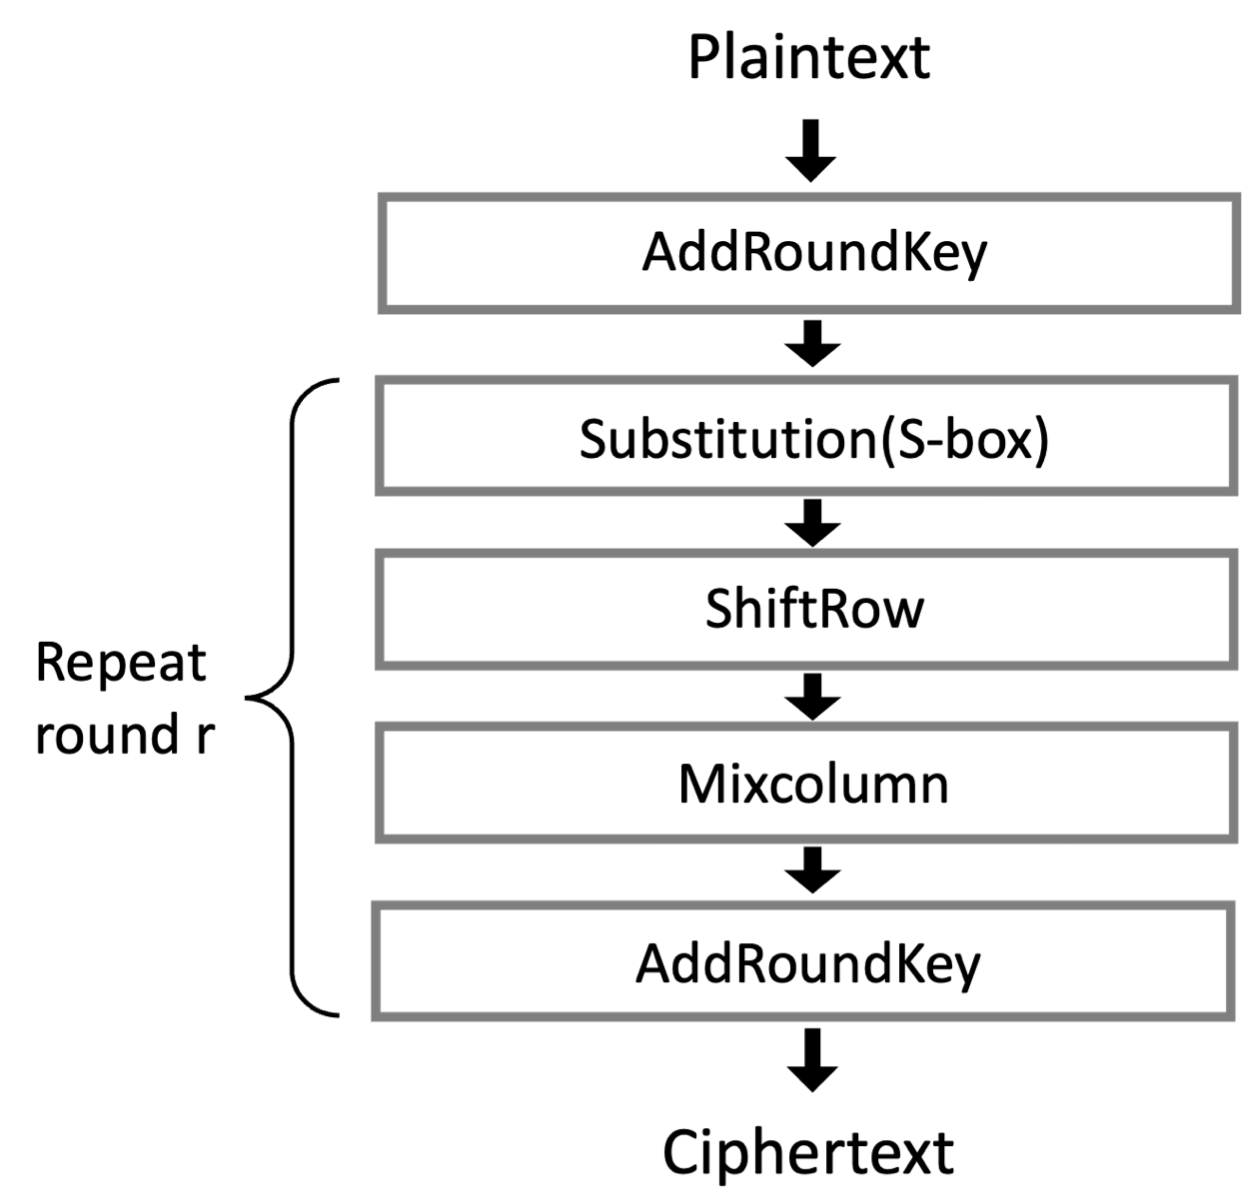 Plaintext
AddRoundKey
Substitution(S-box)
ShiftRow
Repeat
round r
Mixcolumn
AddRoundKey
Ciphertext